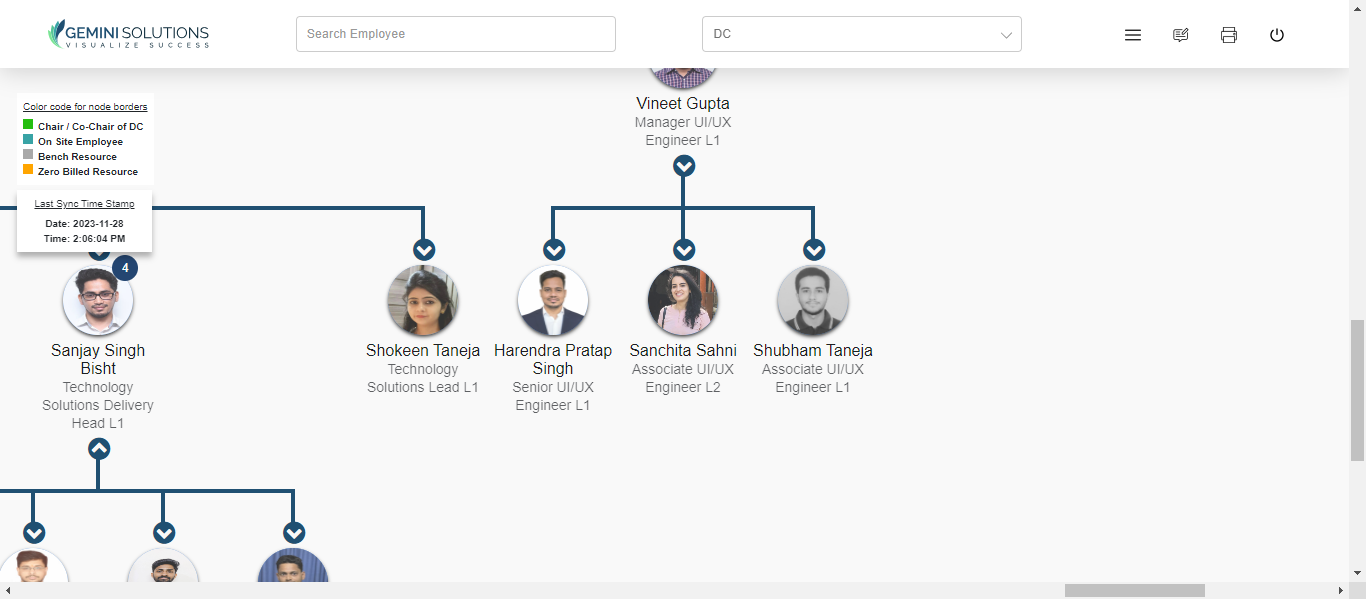 GEMINI SOLUTIONS
VISUALIZE SUCCESS
Search Employee
DC
Color code for node borders
Chair / Co-Chair of DC
On Site Employee
Bench Resource
Zero Billed Resource
Last Sync Time Stamp
Date: 2023-11-28
Time: 2:06:04 PM
Vineet Gupta
Manager UI/UX
Engineer L1
4
Sanjay Singh
Bisht
Technology
Solutions Delivery
Head L1
Shokeen Taneja
Technology
Solutions Lead L1
Harendra Pratap
Singh
Senior UI/UX
Engineer L1
Sanchita Sahni
Associate UI/UX
Engineer L2
Shubham Taneja
Associate UI/UX
Engineer L1